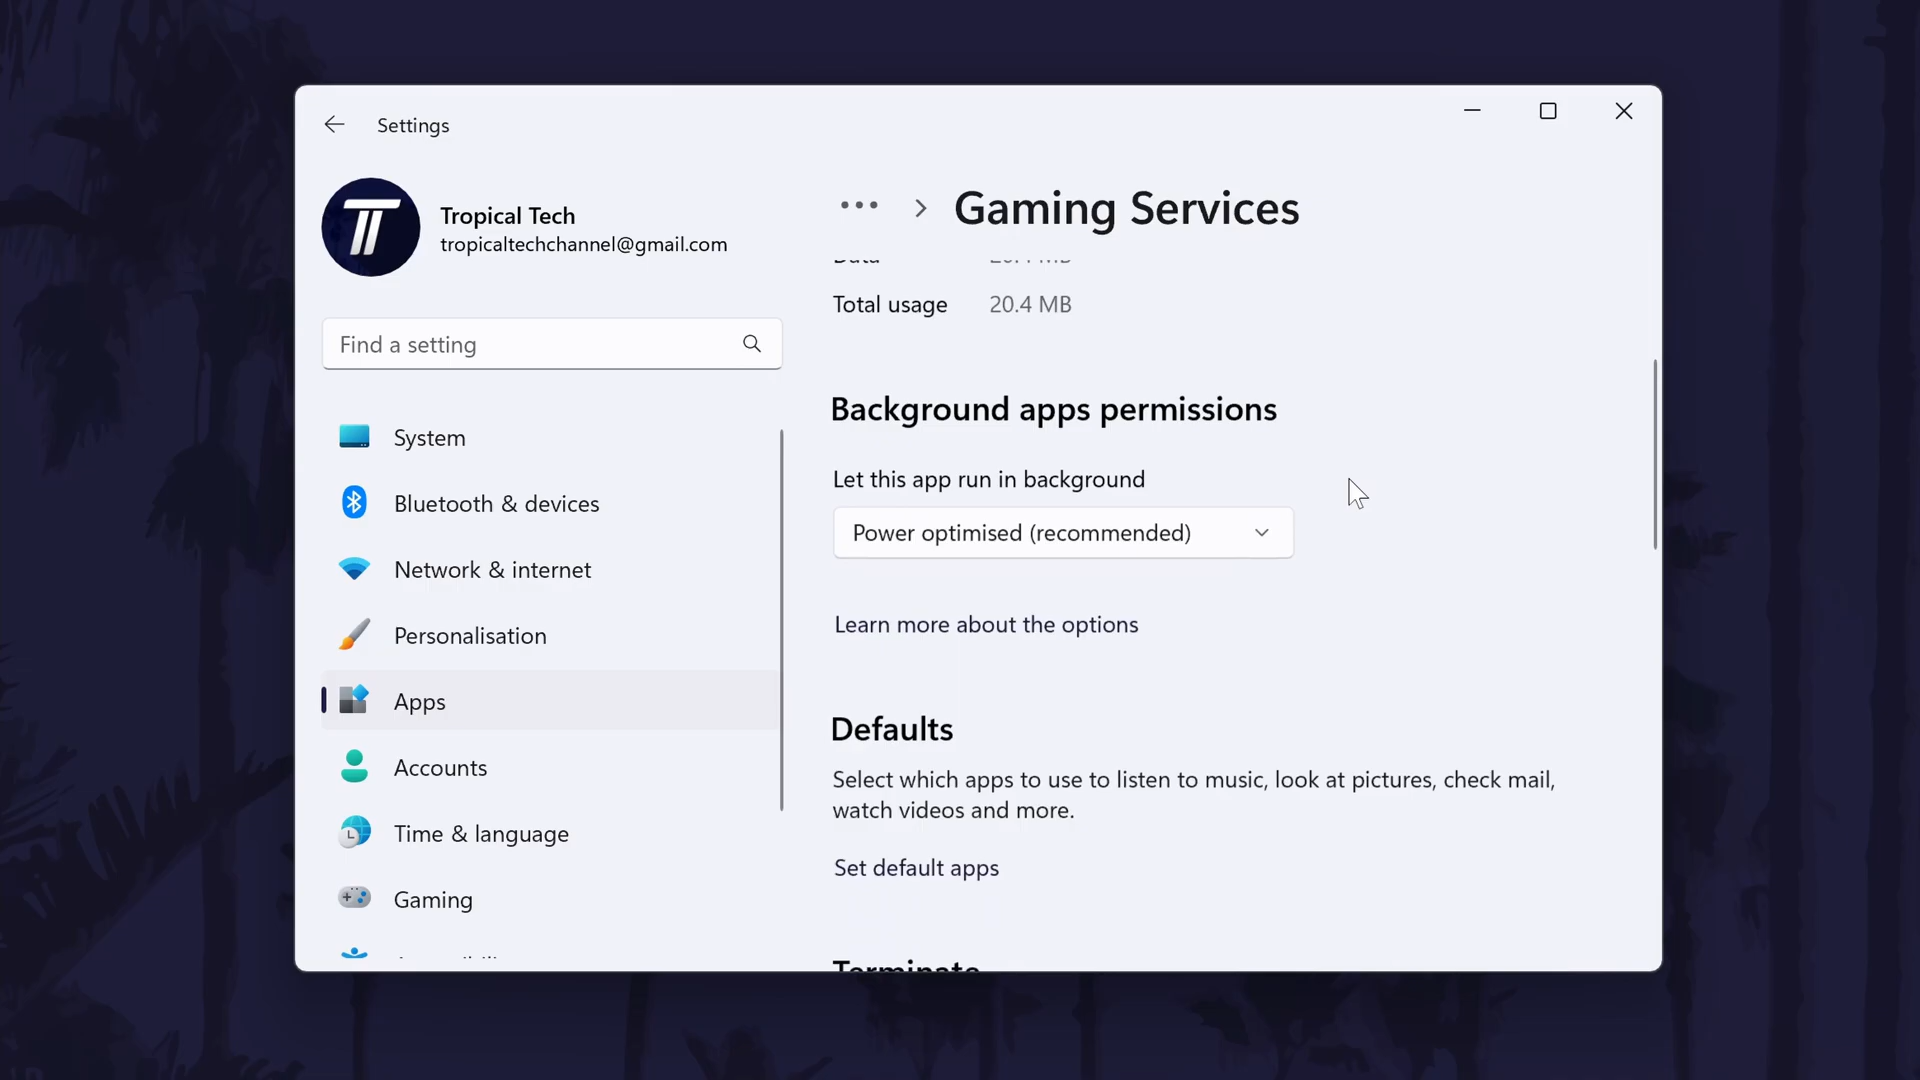 Settings
Tropical Tech
tropicaltechchannel@gmail.com
Find a setting
System
Bluetooth & devices
Network & internet
Personalisation
Apps
Accounts
Time & language
Gaming
Gaming Services
Total usage 20.4 MB
Background apps permissions
Let this app run in background
Power optimised (recommended)
Learn more about the options
Defaults
Select which apps to use to listen to music, look at pictures, check mail,
watch videos and more.
Set default apps
Terminate